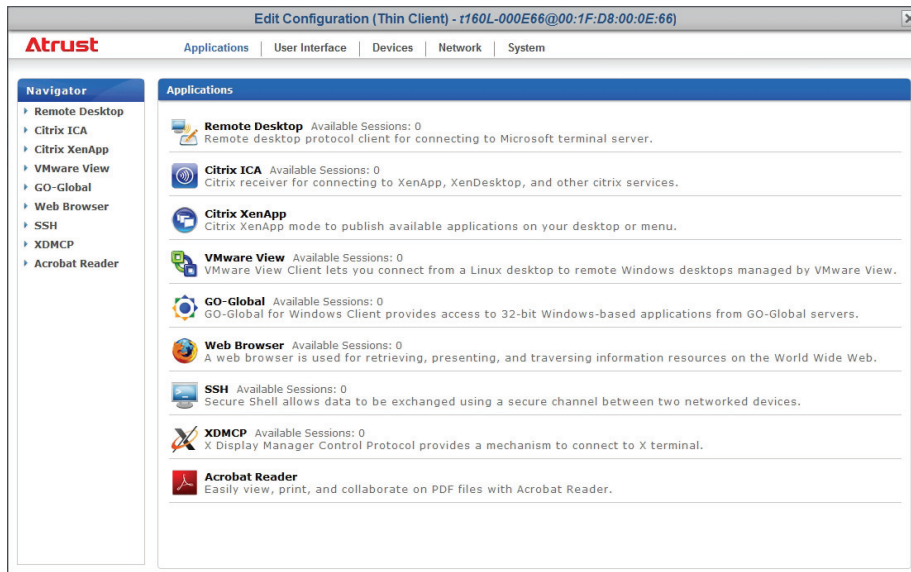 Edit Configuration (Thin Client) - t160L-000E66@00:1F:D8:00:0E:66)
Atrust
Applications | User Interface | Devices | Network | System
Navigator
Remote Desktop
Citrix ICA
Citrix XenApp
VMware View
GO-Global
Web Browser
SSH
XDMCP
Acrobat Reader
Applications
Remote Desktop Available Sessions: 0
Remote desktop protocol client for connecting to Microsoft terminal server.
Citrix ICA Available Sessions: 0
Citrix receiver for connecting to XenApp, XenDesktop, and other citrix services.
Citrix XenApp
Citrix XenApp mode to publish available applications on your desktop or menu.
VMware View Available Sessions: 0
VMware View Client lets you connect from a Linux desktop to remote Windows desktops managed by VMware View.
GO-Global Available Sessions: 0
GO-Global for Windows Client provides access to 32-bit Windows-based applications from GO-Global servers.
Web Browser Available Sessions: 0
A web browser is used for retrieving, presenting, and traversing information resources on the World Wide Web.
SSH Available Sessions: 0
Secure Shell allows data to be exchanged using a secure channel between two networked devices.
XDMCP Available Sessions: 0
X Display Manager Control Protocol provides a mechanism to connect to X terminal.
Acrobat Reader
Easily view, print, and collaborate on PDF files with Acrobat Reader.